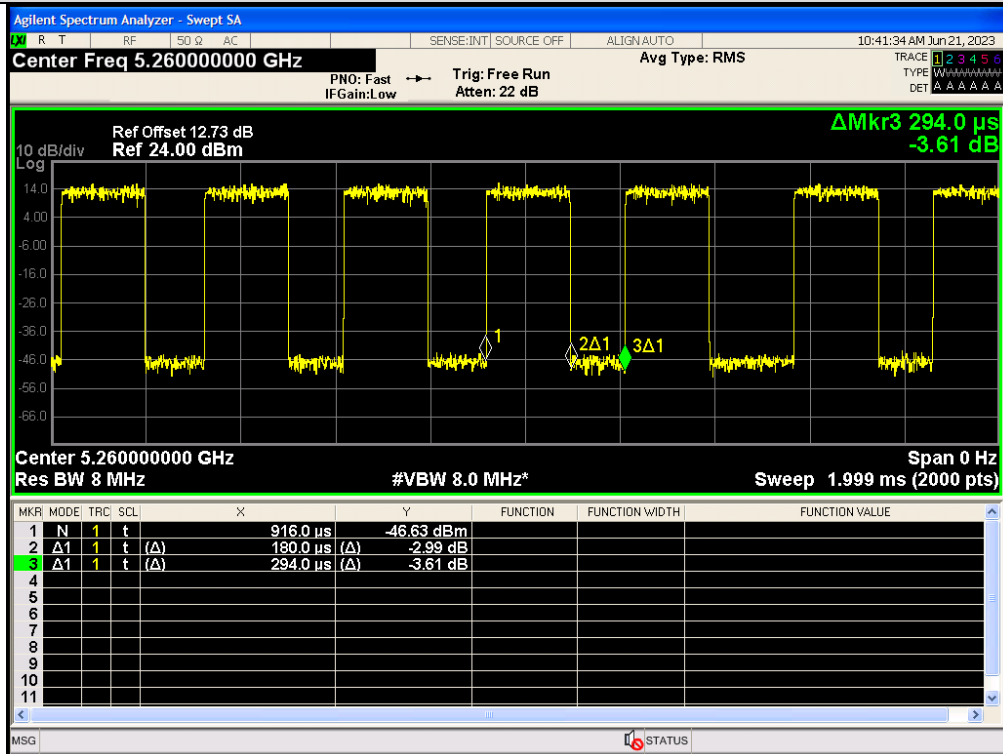 Agilent Spectrum Analyzer - Swept SA
LXI R T RF 50 Ω AC SENSE:INT SOURCE OFF ALIGN AUTO 10:41:34 AM Jun 21, 2023
Center Freq 5.260000000 GHz Avg Type: RMS TRACE 1 2 3 4 5 6
PNO: Fast Trig: Free Run TYPE W
IFGain:Low Atten: 22 dB DET A A A A A A
ΔMkr3 294.0 µs
-3.61 dB
Ref Offset 12.73 dB
10 dB/div Ref 24.00 dBm
Log
14.0
4.00
-6.00
-16.0
-26.0
-36.0
1
2Δ1 3Δ1
-46.0
-56.0
-66.0
Center 5.260000000 GHz Span 0 Hz
Res BW 8 MHz #VBW 8.0 MHz* Sweep 1.999 ms (2000 pts)
MKR MODE TRC SCL X Y FUNCTION FUNCTION WIDTH FUNCTION VALUE
1 N 1 t 916.0 µs -46.63 dBm
2 Δ1 1 t (Δ) 180.0 µs (Δ) -2.99 dB
3 Δ1 1 t (Δ) 294.0 µs (Δ) -3.61 dB
4
5
6
7
8
9
10
11
MSG STATUS